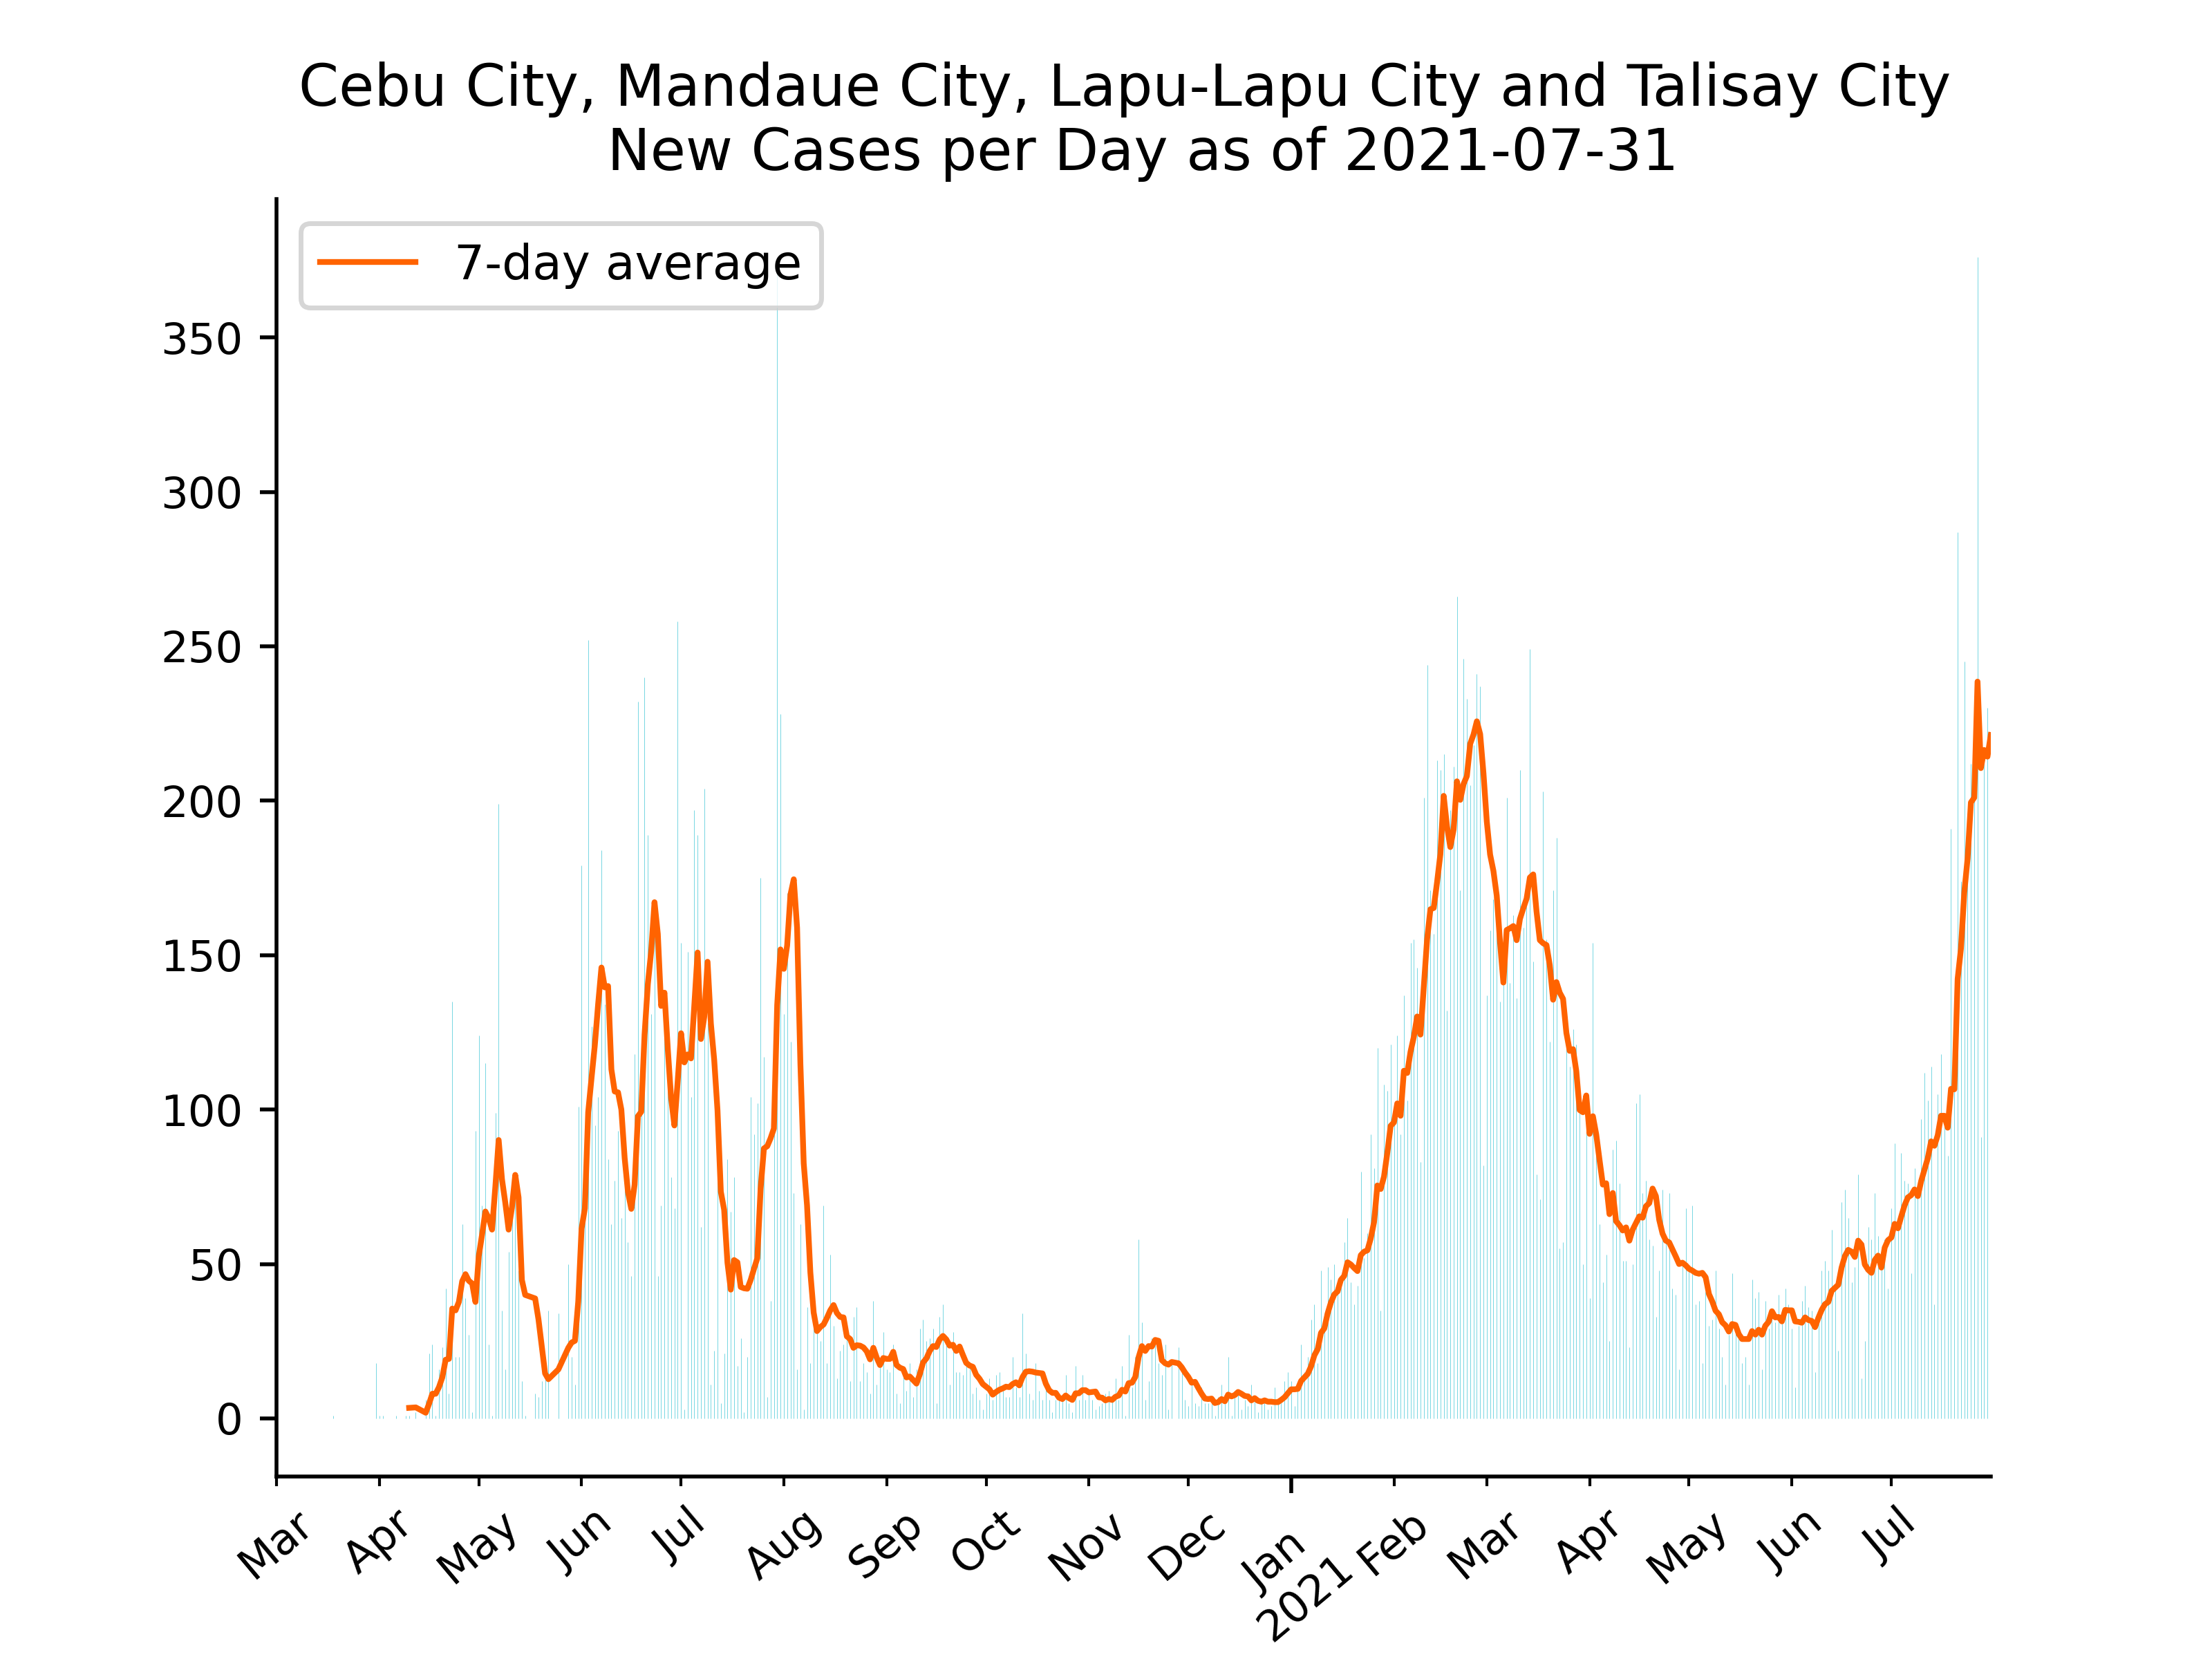 Cebu City, Mandaue City, Lapu-Lapu City and Talisay City
New Cases per Day as of 2021-07-31
7-day average
350
300
250
200
150
100
50
0
Mar
Apr
May
Jun
Jul
Aug
Sep
Oct
Nov
Dec
Jan
2021
Feb
Mar
Apr
May
Jun
Jul